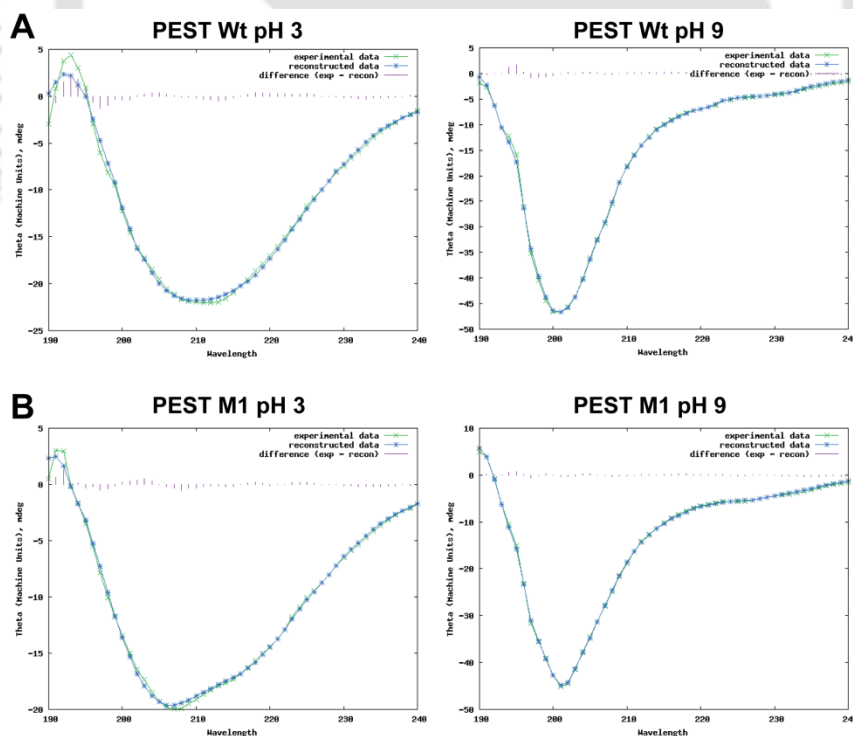 A
PEST Wt pH 3
PEST Wt pH 9
experimental data
reconstructed data
difference (exp - recon)
5
0
-5
-10
-15
-20
-25
Theta (Machine Units), mdeg
190
200
210
220
230
240
Wavelength
experimental data
reconstructed data
difference (exp - recon)
5
0
-5
-10
-15
-20
-25
-30
-35
-40
-45
-50
Theta (Machine Units), mdeg
190
200
210
220
230
Wavelength
B
PEST M1 pH 3
PEST M1 pH 9
experimental data
reconstructed data
difference (exp - recon)
5
0
-5
-10
-15
-20
Theta (Machine Units), mdeg
190
200
210
220
230
240
Wavelength
experimental data
reconstructed data
difference (exp - recon)
10
0
-10
-20
-30
-40
-50
Theta (Machine Units), mdeg
190
200
210
220
230
Wavelength